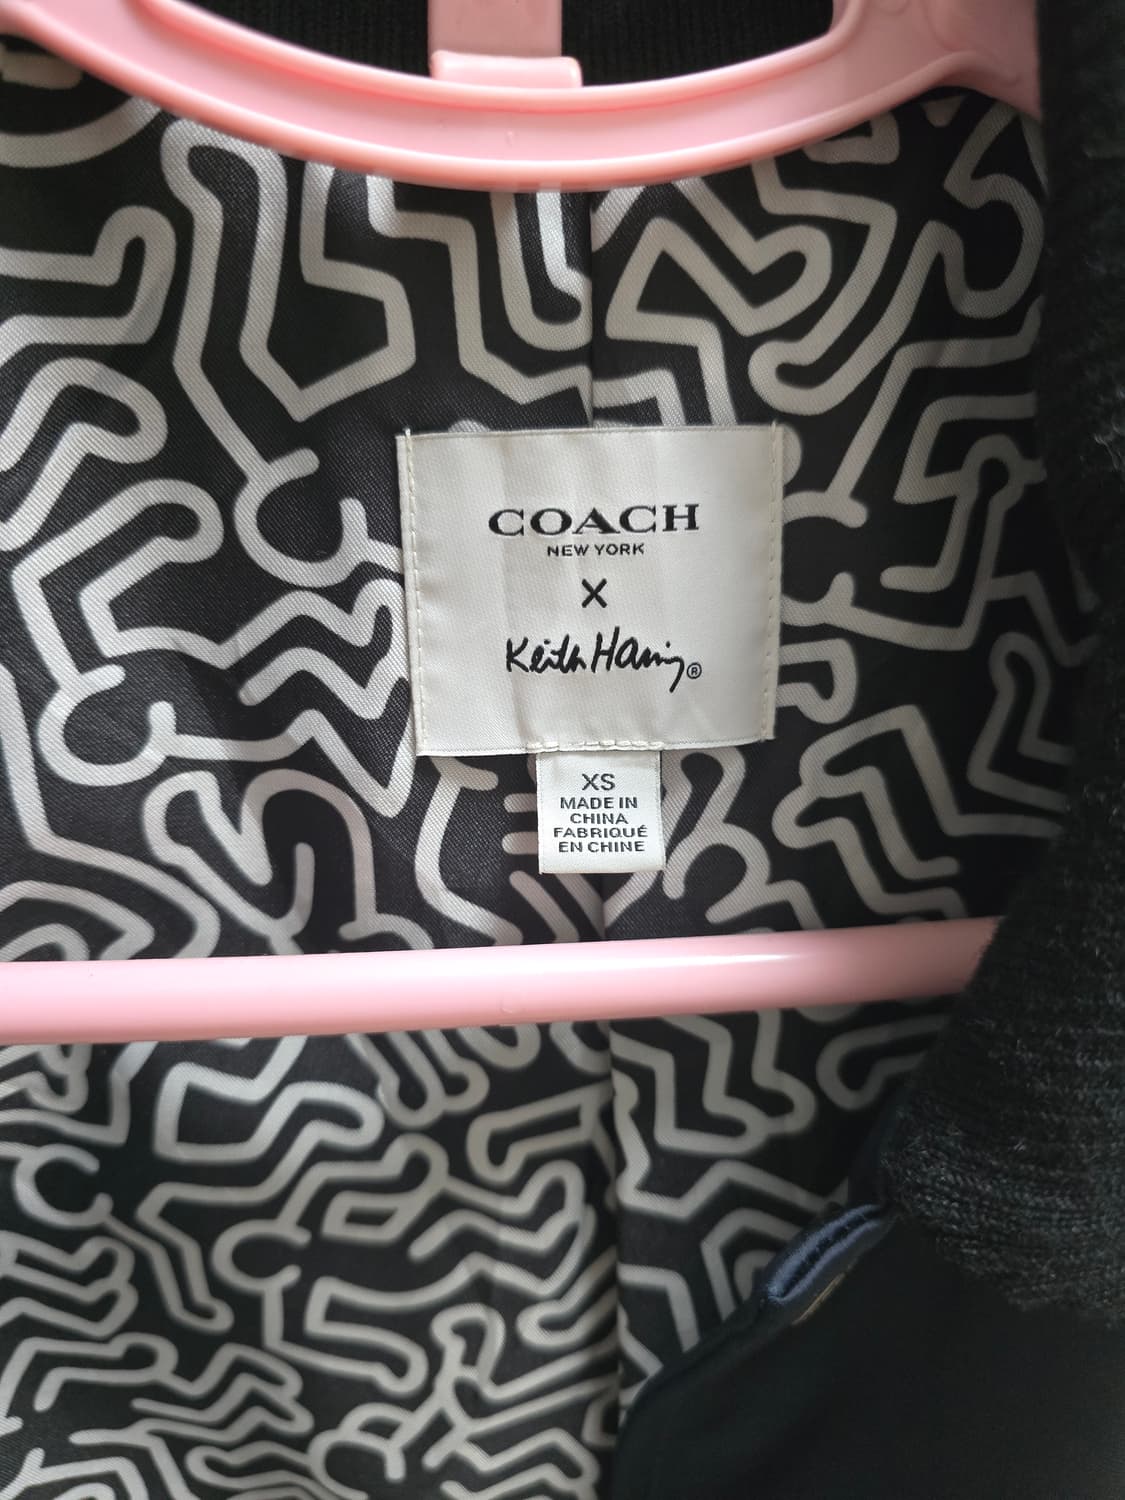 COACH
NEW YORK
X
Keith Haring®
XS
MADE IN
CHINA
FABRIQUÉ
EN CHINE